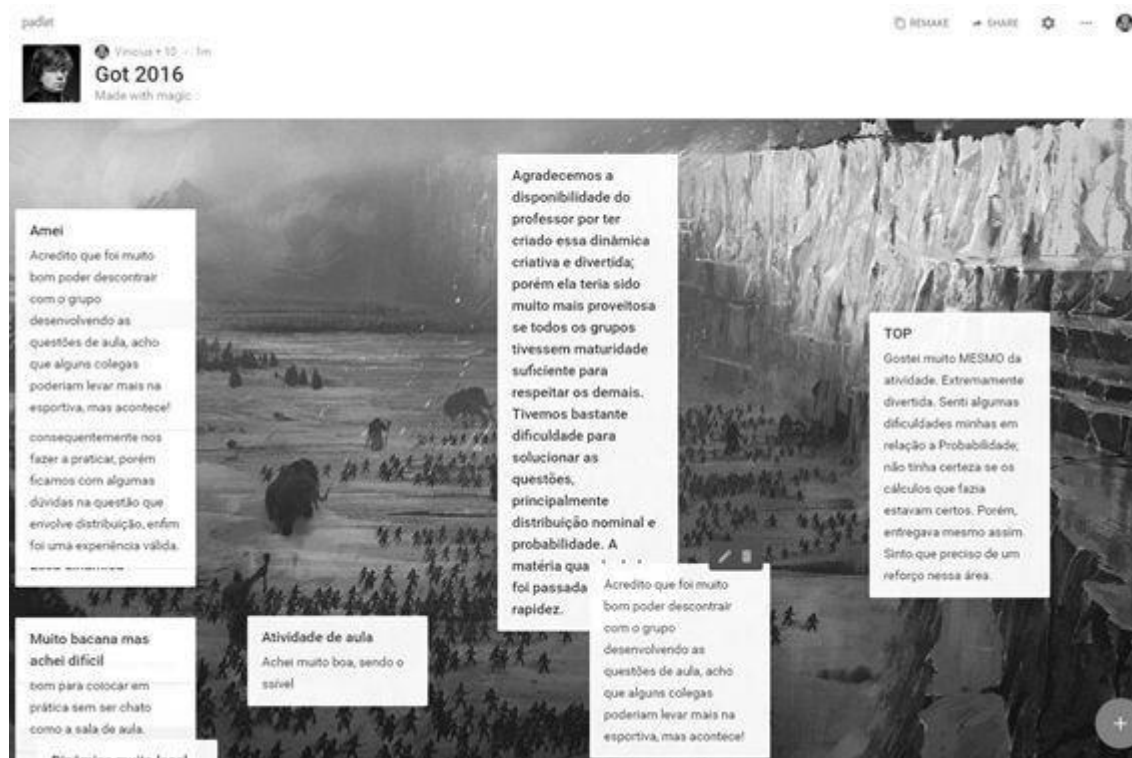 padlet
REMAKE
SHARE
Vinicius + 10
1m
Got 2016
Made with magic
Amei
Acredito que foi muito
bom poder descontrair
com o grupo
desenvolvendo as
questões de aula, acho
que alguns colegas
poderiam levar mais na
esportiva, mas acontece!
consequentemente nos
fazer a praticar, porém
ficamos com algumas
dúvidas na questão que
envolve distribuição, enfim
foi uma experiência válida.
Muito bacana mas
achei dificil
bom para colocar em
prática sem ser chato
como a sala de aula.
Atividade de aula
Achei muito boa, sendo o
ssível
Agradecemos a
disponibilidade do
professor por ter
criado essa dinâmica
criativa e divertida;
porém ela teria sido
muito mais proveitosa
se todos os grupos
tivessem maturidade
suficiente para
respeitar os demais.
Tivemos bastante
dificuldade para
solucionar as
questões,
principalmente
distribuição nominal e
probabilidade. A
matéria
foi passada
rapidez.
Acredito que foi muito
bom poder descontrair
com o grupo
desenvolvendo as
questões de aula, acho
que alguns colegas
poderiam levar mais na
esportiva, mas acontece!
TOP
Gostei muito MESMO da
atividade. Extremamente
divertida. Senti algumas
dificuldades minhas em
relação a Probabilidade;
não tinha certeza se os
cálculos que fazia
estavam certos. Porém,
entregava mesmo assim.
Sinto que preciso de um
reforço nessa área.